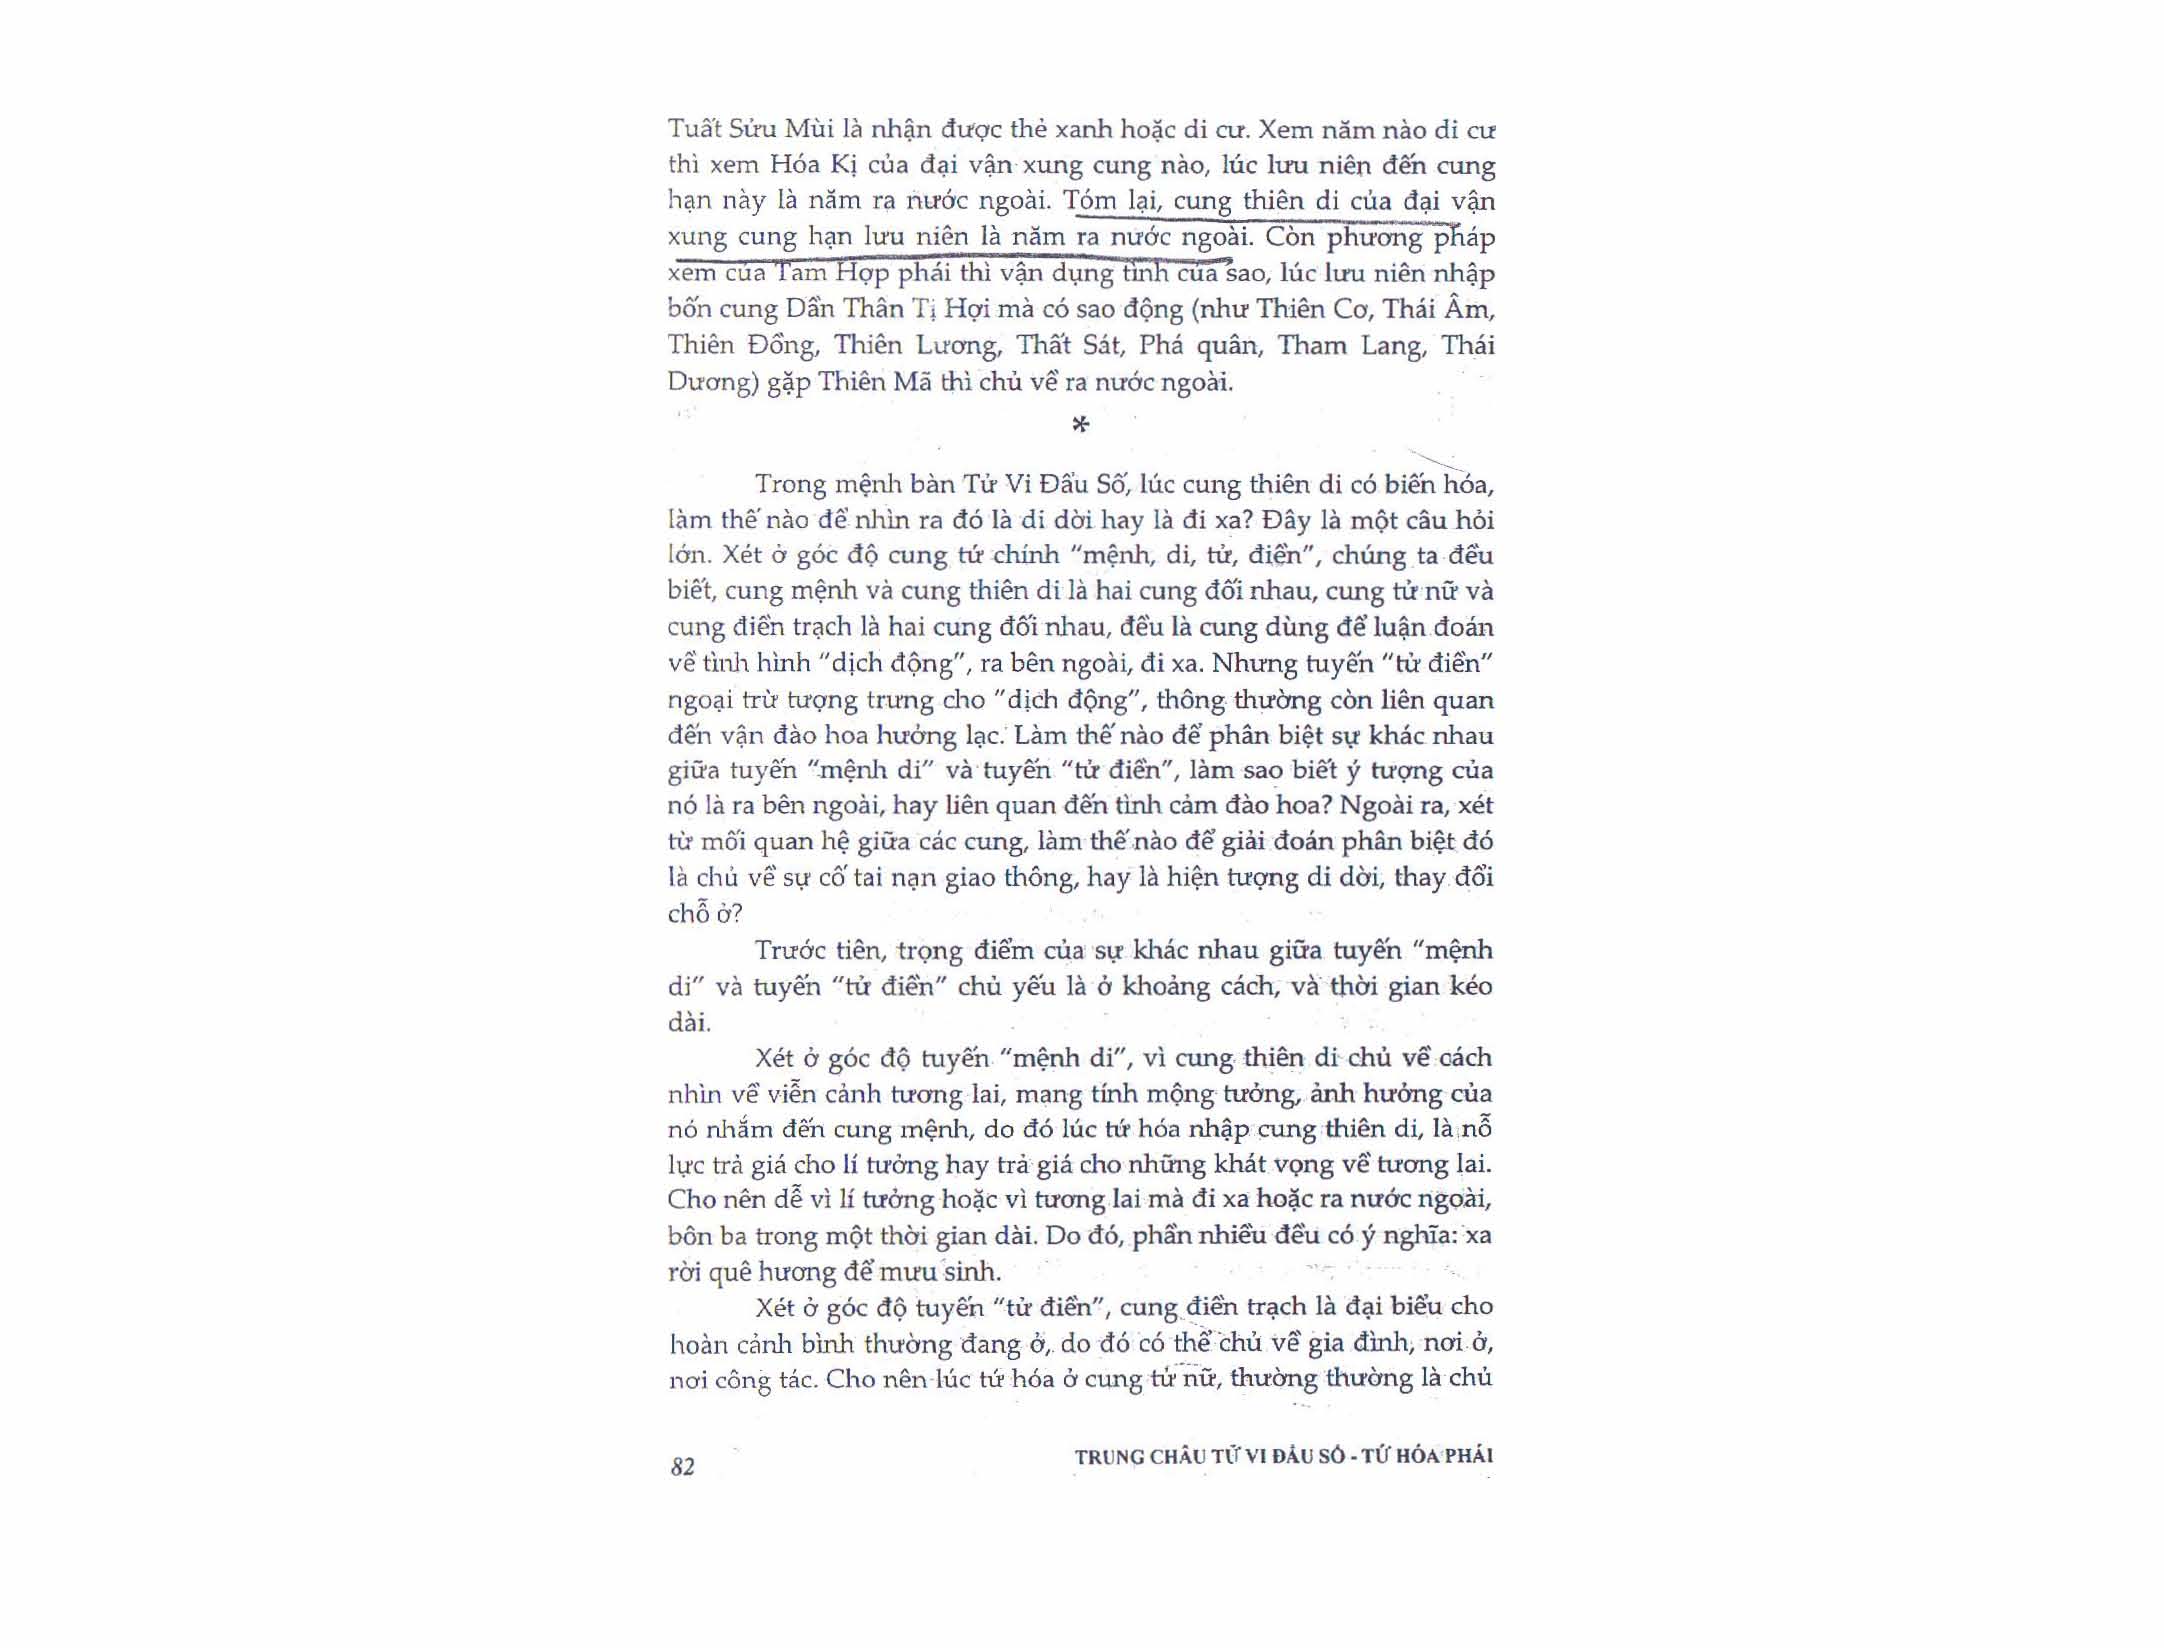 Tuất Sửu Mùi là nhận được thẻ xanh hoặc di cư. Xem năm nào di cư
thì xem Hóa Kị của đại vận xung cung nào, lúc lưu niên đến cung
hạn này là năm ra nước ngoài. Tóm lại, cung thiên di của đại vận
xung cung hạn lưu niên là năm ra nước ngoài. Còn phương pháp
xem của Tam Hợp phái thì vận dụng tình của sao, lúc lưu niên nhập
bốn cung Dần Thân Tị Hợi mà có sao động (như Thiên Cơ, Thái Âm,
Thiên Đồng, Thiên Lương, Thất Sát, Phá quân, Tham Lang, Thái
Dương) gặp Thiên Mã thì chủ về ra nước ngoài.
*
Trong mệnh bàn Tử Vi Đẩu Số, lúc cung thiên di có biến hóa,
làm thế nào để nhìn ra đó là di dời hay là đi xa? Đây là một câu hỏi
lớn. Xét ở góc độ cung tứ chính "mệnh, di, tử, điền", chúng ta đều
biết, cung mệnh và cung thiên di là hai cung đối nhau, cung tử nữ và
cung điền trạch là hai cung đối nhau, đều là cung dùng để luận đoán
về tình hình "dịch động", ra bên ngoài, đi xa. Nhưng tuyến "tử điền"
ngoại trừ tượng trưng cho "dịch động", thông thường còn liên quan
đến vận đào hoa hưởng lạc. Làm thế nào để phân biệt sự khác nhau
giữa tuyến "mệnh di" và tuyến "tử điền", làm sao biết ý tượng của
nó là ra bên ngoài, hay liên quan đến tình cảm đào hoa? Ngoài ra, xét
từ mối quan hệ giữa các cung, làm thế nào để giải đoán phân biệt đó
là chủ về sự cố tai nạn giao thông, hay là hiện tượng di dời, thay đổi
chỗ ở?
Trước tiên, trọng điểm của sự khác nhau giữa tuyến "mệnh
di" và tuyến "tử điền" chủ yếu là ở khoảng cách, và thời gian kéo
dài.
Xét ở góc độ tuyến "mệnh di", vì cung thiên di chủ về cách
nhìn về viễn cảnh tương lai, mang tính mộng tưởng, ảnh hưởng của
nó nhắm đến cung mệnh, do đó lúc tứ hóa nhập cung thiên di, là nỗ
lực trả giá cho lí tưởng hay trả giá cho những khát vọng về tương lai.
Cho nên dễ vì lí tưởng hoặc vì tương lai mà đi xa hoặc ra nước ngoài,
bôn ba trong một thời gian dài. Do đó, phần nhiều đều có ý nghĩa: xa
rời quê hương để mưu sinh.
Xét ở góc độ tuyến "tử điền", cung điền trạch là đại biểu cho
hoàn cảnh bình thường đang ở, do đó có thể chủ về gia đình, nơi ở,
nơi công tác. Cho nên lúc tứ hóa ở cung tử nữ, thường thường là chủ
82
TRUNG CHÂU TỬ VI ĐẨU SỐ - TỨ HÓA PHÁI